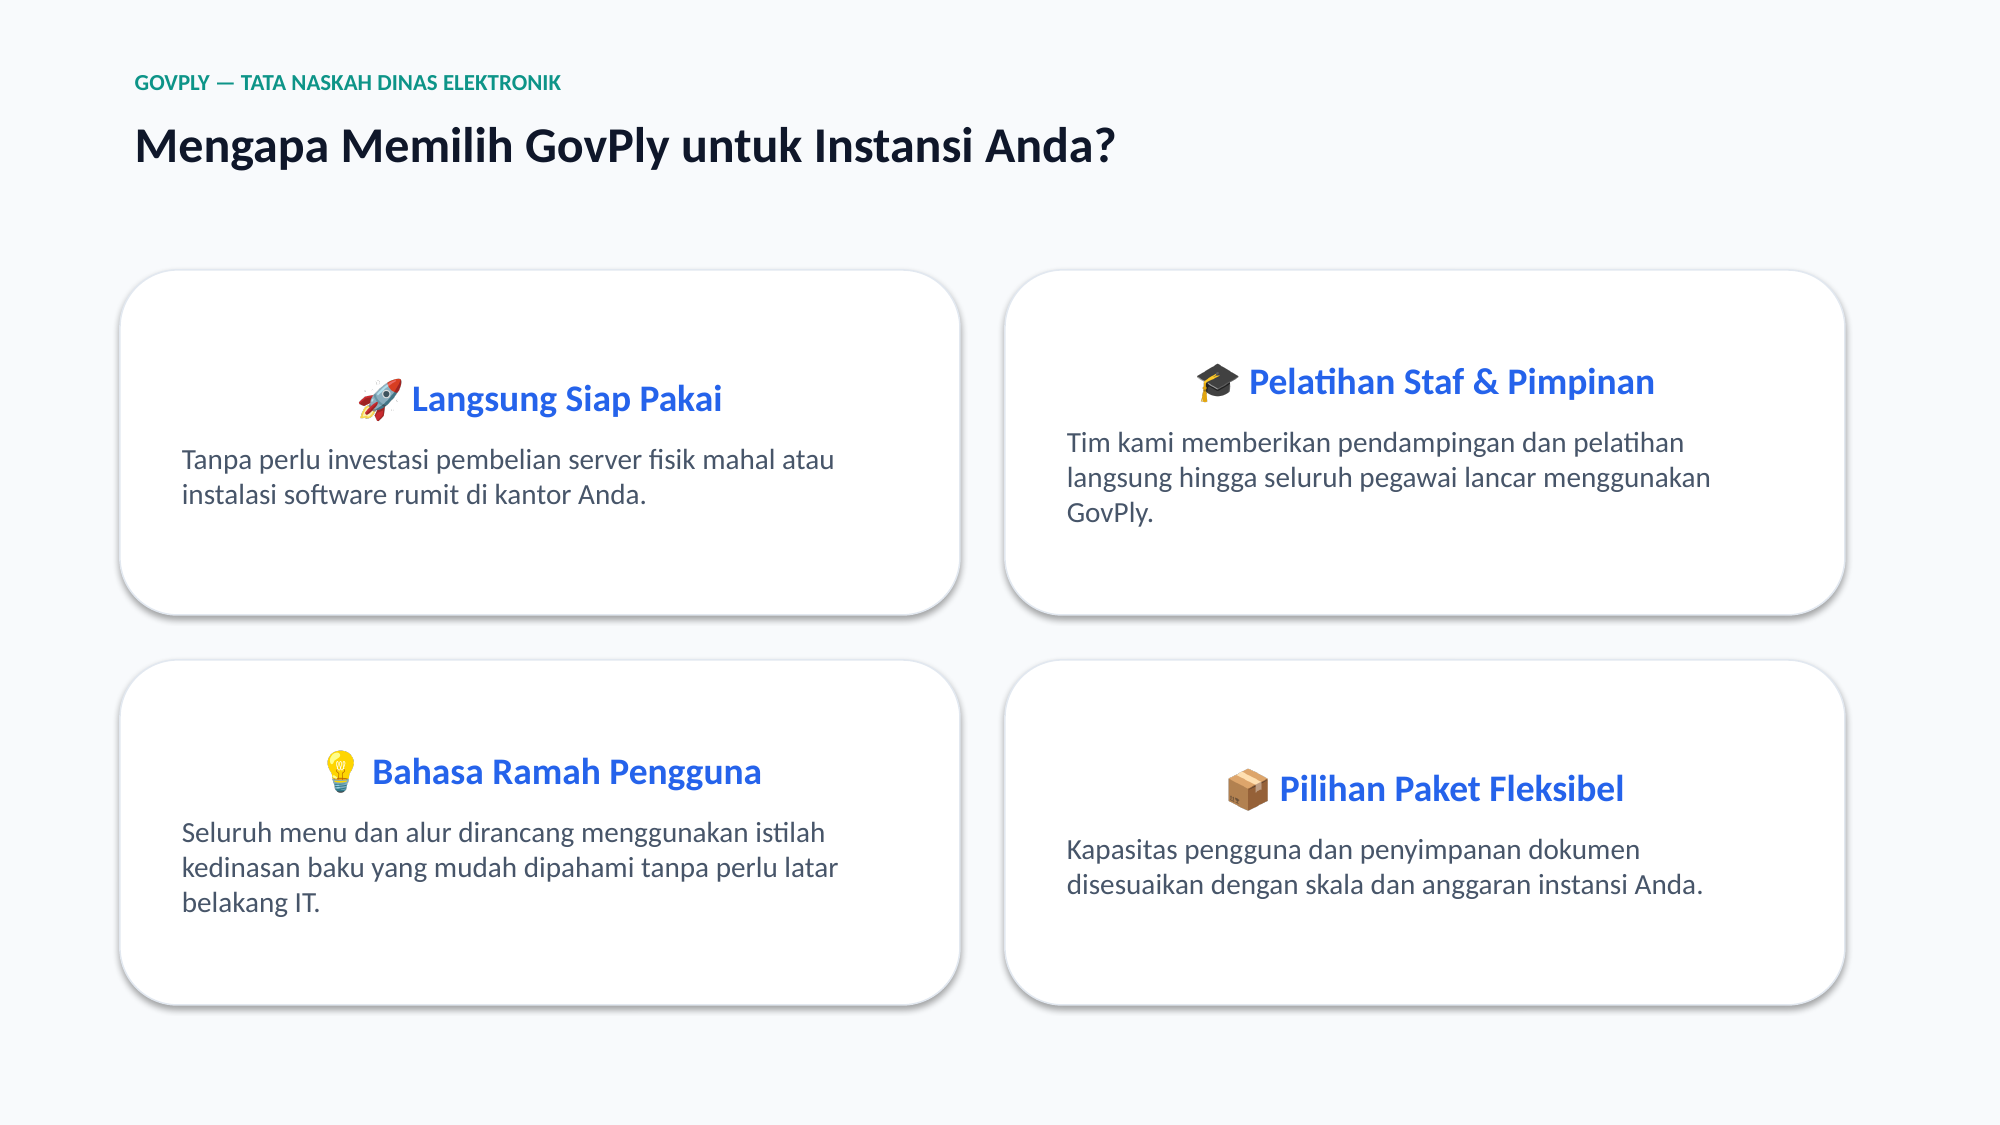 GOVPLY — TATA NASKAH DINAS ELEKTRONIK
Mengapa Memilih GovPly untuk Instansi Anda?
🚀 Langsung Siap Pakai
Tanpa perlu investasi pembelian server fisik mahal atau
instalasi software rumit di kantor Anda.
🎓 Pelatihan Staf & Pimpinan
Tim kami memberikan pendampingan dan pelatihan
langsung hingga seluruh pegawai lancar menggunakan
GovPly.
💡 Bahasa Ramah Pengguna
Seluruh menu dan alur dirancang menggunakan istilah
kedinasan baku yang mudah dipahami tanpa perlu latar
belakang IT.
📦 Pilihan Paket Fleksibel
Kapasitas pengguna dan penyimpanan dokumen
disesuaikan dengan skala dan anggaran instansi Anda.